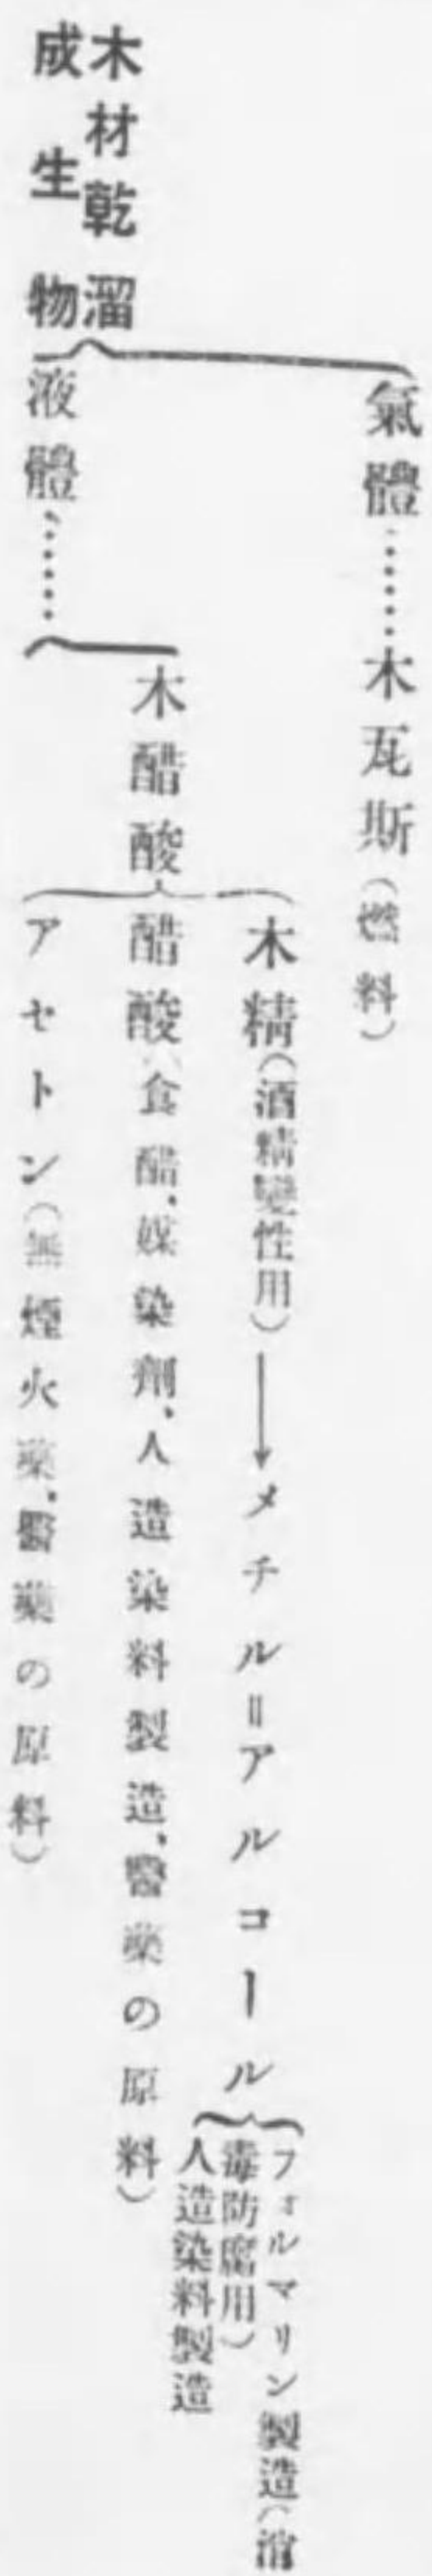 木材乾溜
成生物
氣體……木瓦斯（燃料）
液體……
木醋酸
木精（酒精變性用）→メチル＝アルコール
フォルマリン製造（消
毒防腐用）
人造染料製造
醋酸（食醋、媒染劑、人造染料製造、醫藥の原料）
アセトン（無煙火藥、醫藥の原料）